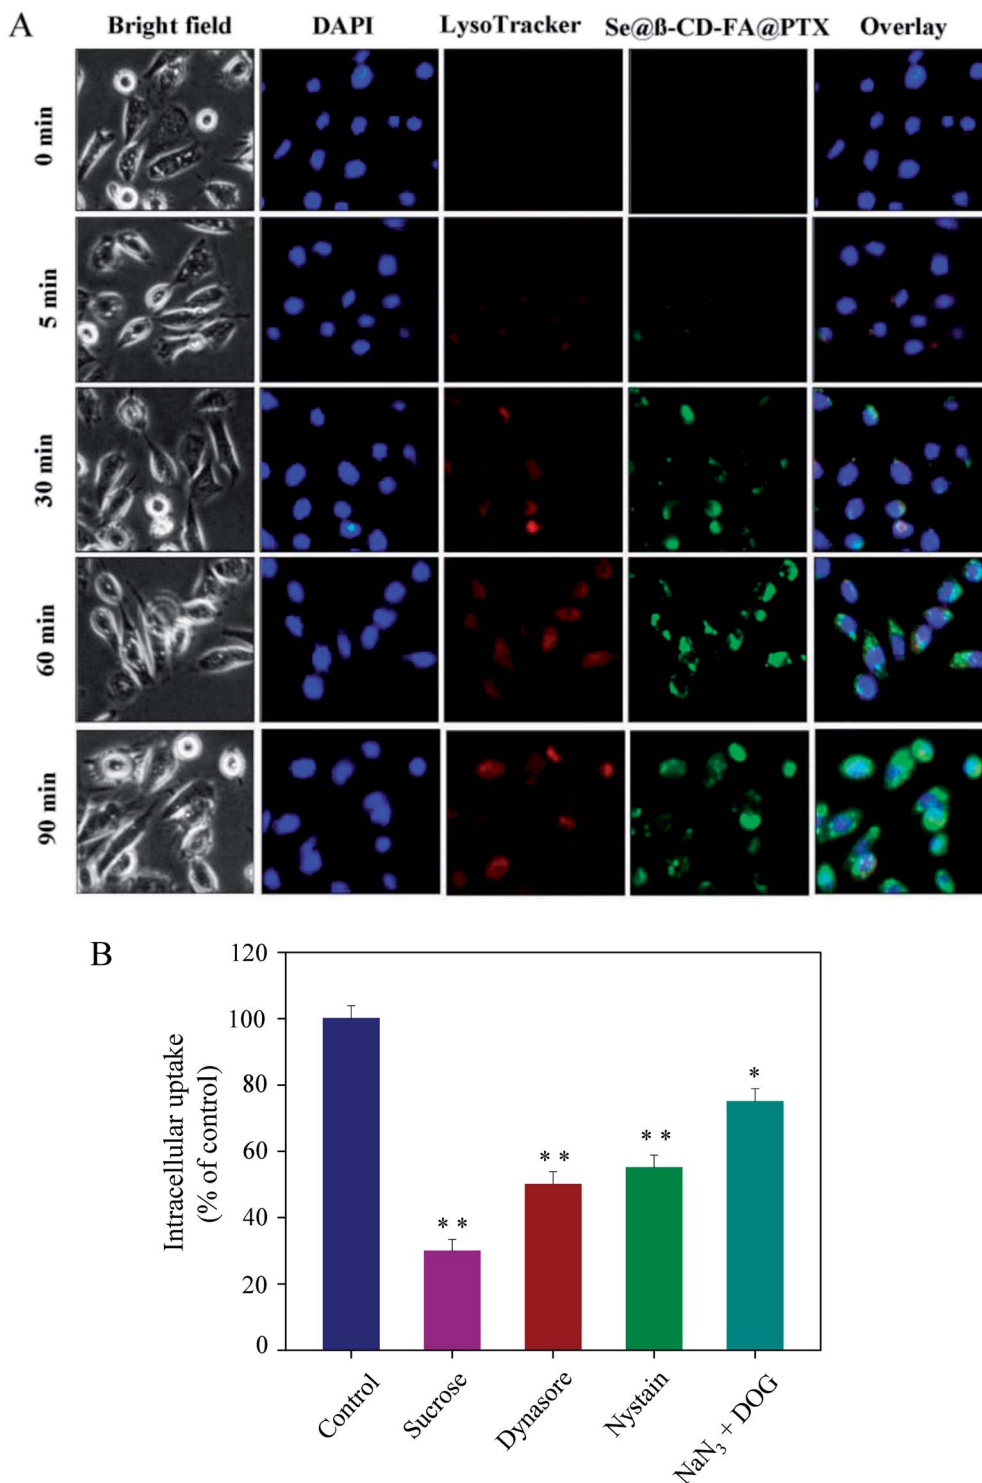 A
Bright field DAPI LysoTracker Se@ß-CD-FA@PTX Overlay
0 min
5 min
30 min
60 min
90 min
B
Intracellular uptake
(% of control)
120
100
80
60
40
20
0
* *
* *
* *
*
Control
Sucrose
Dynasore
Nystain
NaN₃ + DOG